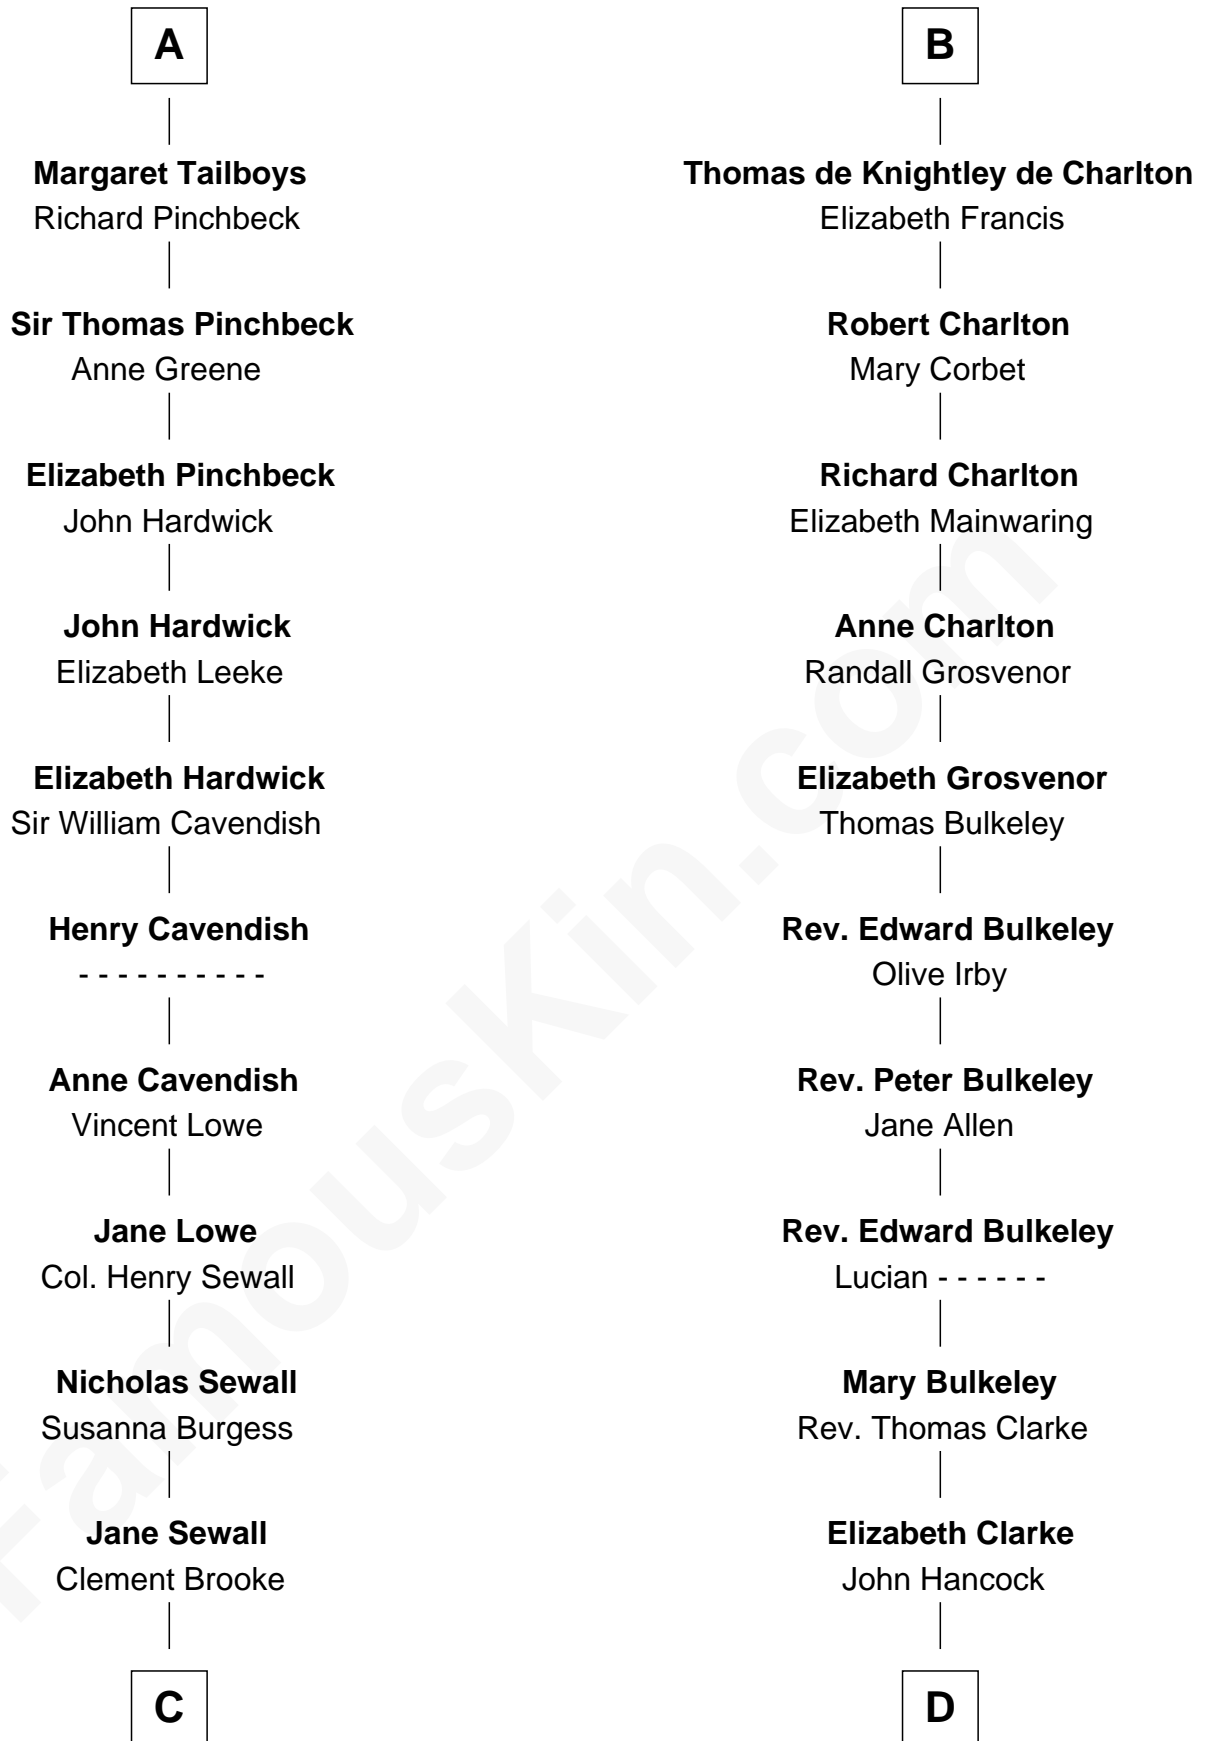 A
Margaret Tailboys
Richard Pinchbeck
Sir Thomas Pinchbeck
Anne Greene
Elizabeth Pinchbeck
John Hardwick
John Hardwick
Elizabeth Leeke
Elizabeth Hardwick
Sir William Cavendish
Henry Cavendish
- - - - - - - - - -
Anne Cavendish
Vincent Lowe
Jane Lowe
Col. Henry Sewall
Nicholas Sewall
Susanna Burgess
Jane Sewall
Clement Brooke
C
B
Thomas de Knightley de Charlton
Elizabeth Francis
Robert Charlton
Mary Corbet
Richard Charlton
Elizabeth Mainwaring
Anne Charlton
Randall Grosvenor
Elizabeth Grosvenor
Thomas Bulkeley
Rev. Edward Bulkeley
Olive Irby
Rev. Peter Bulkeley
Jane Allen
Rev. Edward Bulkeley
Lucian - - - - - -
Mary Bulkeley
Rev. Thomas Clarke
Elizabeth Clarke
John Hancock
D
FamousKin.com